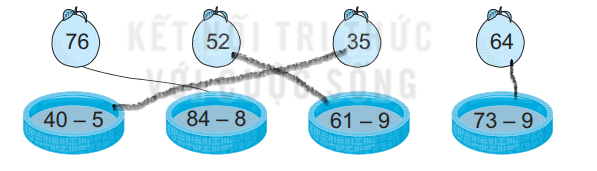 KẾT NỐI TRI THỨC
VỚI CUỘC SỐNG
76 52 35 64
40 – 5 84 – 8 61 – 9 73 – 9